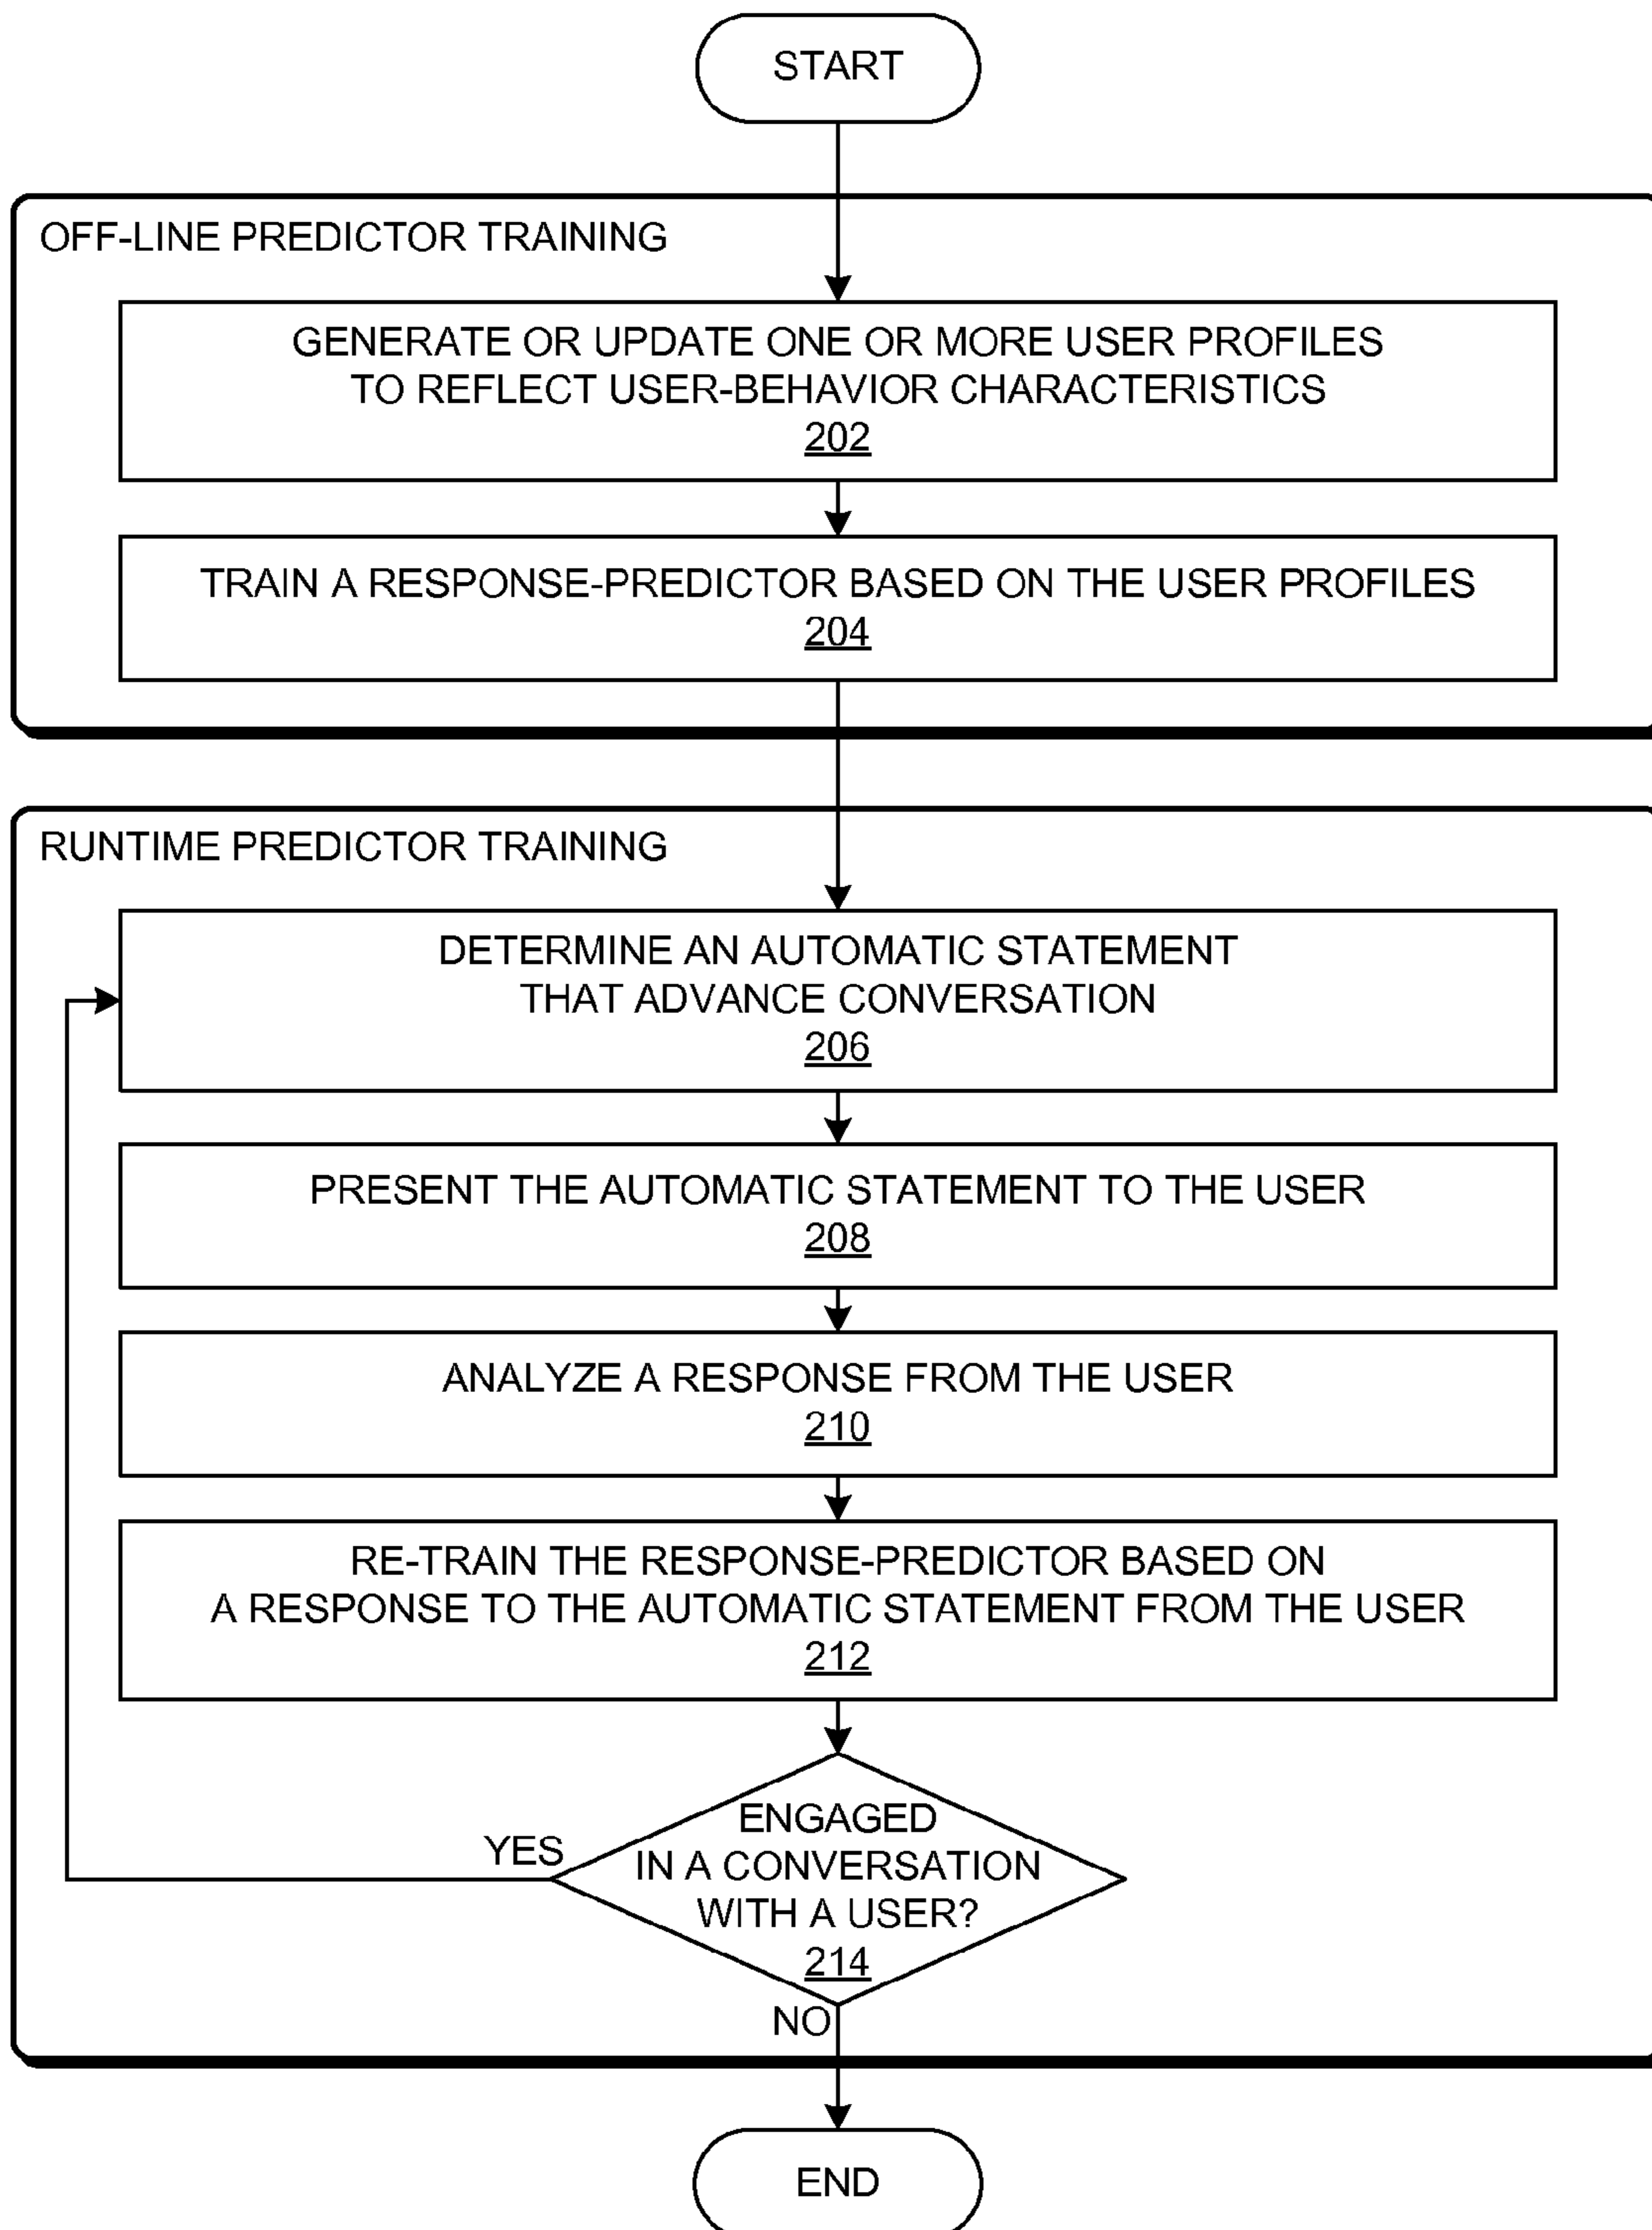 START
OFF-LINE PREDICTOR TRAINING
GENERATE OR UPDATE ONE OR MORE USER PROFILES
TO REFLECT USER-BEHAVIOR CHARACTERISTICS
202
TRAIN A RESPONSE-PREDICTOR BASED ON THE USER PROFILES
204
RUNTIME PREDICTOR TRAINING
DETERMINE AN AUTOMATIC STATEMENT
THAT ADVANCE CONVERSATION
206
PRESENT THE AUTOMATIC STATEMENT TO THE USER
208
ANALYZE A RESPONSE FROM THE USER
210
RE-TRAIN THE RESPONSE-PREDICTOR BASED ON
A RESPONSE TO THE AUTOMATIC STATEMENT FROM THE USER
212
ENGAGED
YES
IN A CONVERSATION
WITH A USER?
214
NO
END